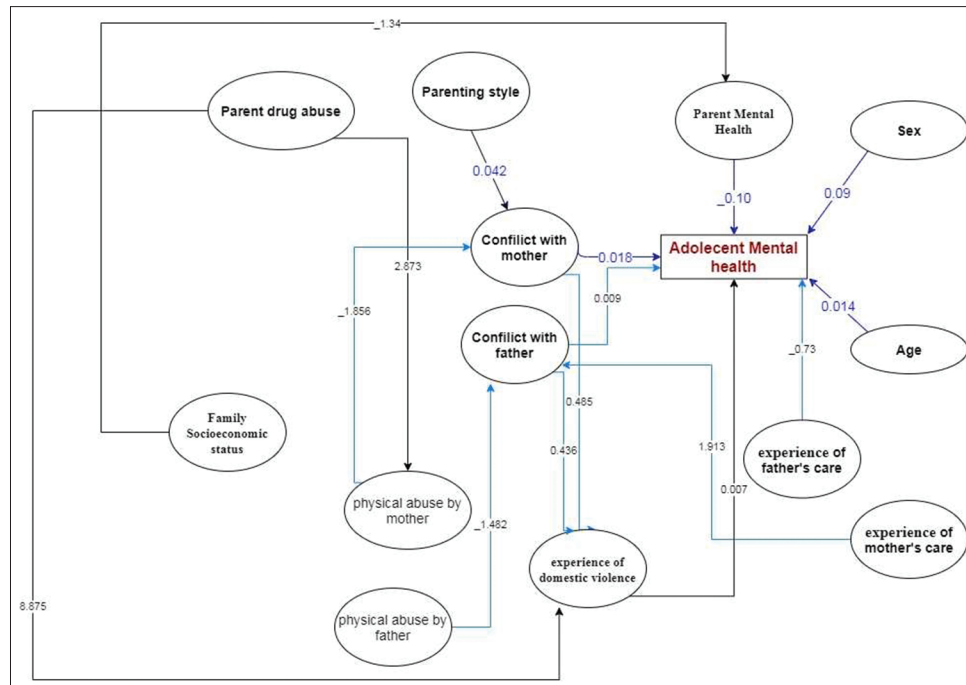 _1.34
Parenting style
Parent drug abuse
Parent Mental
Health
Sex
0.042
_0.10
0.09
Confilict with
mother
Adolecent Mental
health
0.018
2.873
0.009
_1.856
0.014
Confilict with
father
_0.73
Age
0.485
Family
Socioeconomic
status
0.436
1.913
experience of
father's care
0.007
physical abuse by
mother
_1.482
experience of
mother's care
experience of
domestic violence
8.875
physical abuse by
father